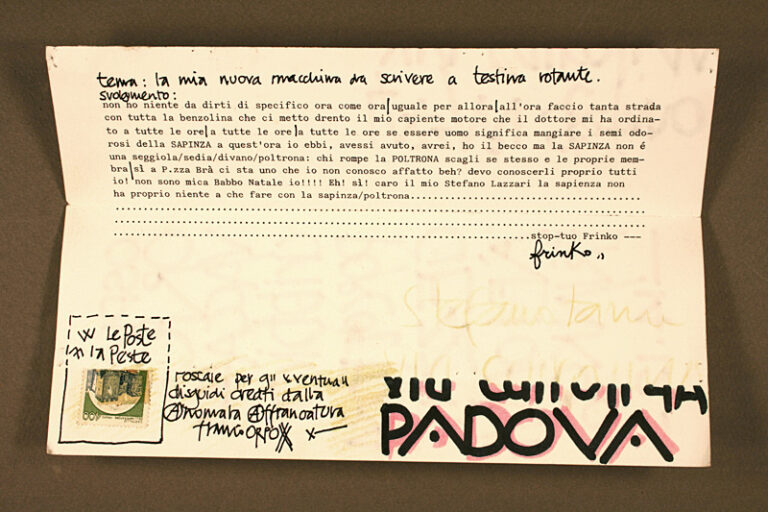 tema: la mia nuova macchina da scrivere a testina rotante.
svolgimento:
non ho niente da dirti di specifico ora come ora/uguale per allora/all'ora faccio tanta strada
con tutta la benzolina che ci metto drento il mio capiente motore che il dottore mi ha ordina-
to a tutte le ore/a tutte le ore/a tutte le ore se essere uomo significa mangiare i semi odo-
rosi della SAPINZA a quest'ora io ebbi, avessi avuto, avrei, ho il becco ma la SAPINZA non é
una seggiola/sedia/divano/poltrona: chi rompe la POLTRONA scagli se stesso e le proprie mem-
bra/sì a P.zza Brà ci sta uno che io non conosco affatto beh? devo conoscerli proprio tutti
io! non sono mica Babbo Natale io!!!! Eh! sì! caro il mio Stefano Lazzari la sapienza non
ha proprio niente a che fare con la sapinza/poltrona........................................
............................................................................................
............................................................................................
........................................................................stop-tuo Frinko ---
frinko,,
W le Poste
la Peste
per gli eventuali
creati dalla
Anomala Affrancatura
Stefano
PADOVA